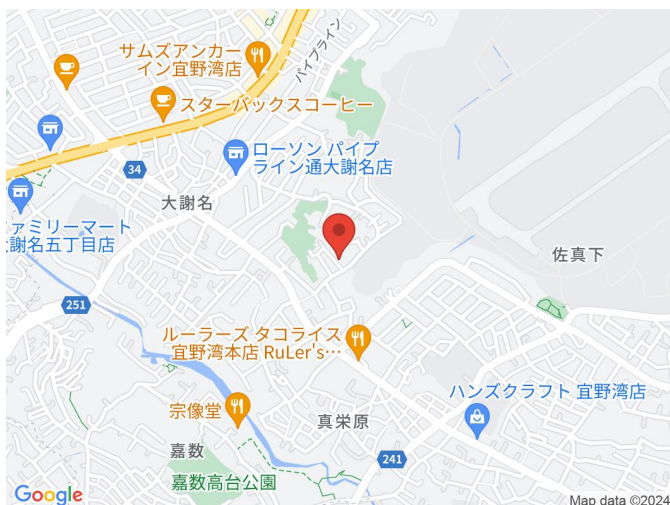 サムズアンカー
イン宜野湾店
パイプライン
スターバックスコーヒー
ローソン パイプ
ライン通大謝名店
34
大謝名
ファミリーマート
大謝名五丁目店
佐真下
251
ルーラーズ タコライス
宜野湾本店 RuLer's…
ハンズクラフト 宜野湾店
宗像堂
真栄原
嘉数
241
嘉数高台公園
Google
Map data ©2024